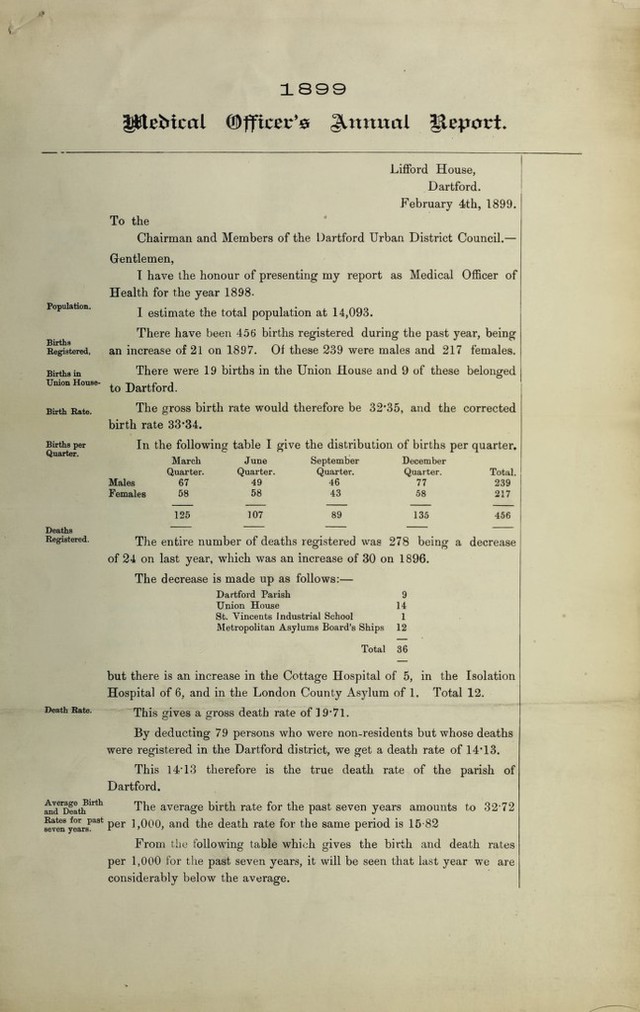 1899
Medical Officer's Annual Report.
Lifford House,
Dartford.
February 4th, 1899.
To the
Chairman and Members of the Dartford Urban District Council.—
Gentlemen,
I have the honour of presenting my report as Medical Officer of
Health for the year 1898.
Population.
I estimate the total population at 14,093.
Births
Registered,
There have been 456 births registered during the past year, being
an increase of 21 on 1897. Of these 239 were males and 217 females.
Births in
Union House-
There were 19 births in the Union House and 9 of these belonged
to Dartford.
Birth Rate.
The gross birth rate would therefore be 32·35, and the corrected
birth rate 33·34.
Births per
Quarter.
In the following table I give the distribution of births per quarter.
March June September December
Quarter. Quarter. Quarter. Quarter. Total.
Males 67 49 46 77 239
Females 58 58 43 58 217
125 107 89 135 456
Deaths
Registered.
The entire number of deaths registered was 278 being a decrease
of 24 on last year, which was an increase of 30 on 1896.
The decrease is made up as follows:—
Dartford Parish 9
Union House 14
St. Vincents Industrial School 1
Metropolitan Asylums Board's Ships 12
Total 36
but there is an increase in the Cottage Hospital of 5, in the Isolation
Hospital of 6, and in the London County Asylum of 1. Total 12.
Death Rate.
This gives a gross death rate of 19·71.
By deducting 79 persons who were non-residents but whose deaths
were registered in the Dartford district, we get a death rate of 14·13.
This 14·13 therefore is the true death rate of the parish of
Dartford.
Average Birth
and Death
Rates for past
seven years.
The average birth rate for the past seven years amounts to 32·72
per 1,000, and the death rate for the same period is 15·82
From the following table which gives the birth and death rates
per 1,000 for the past seven years, it will be seen that last year we are
considerably below the average.